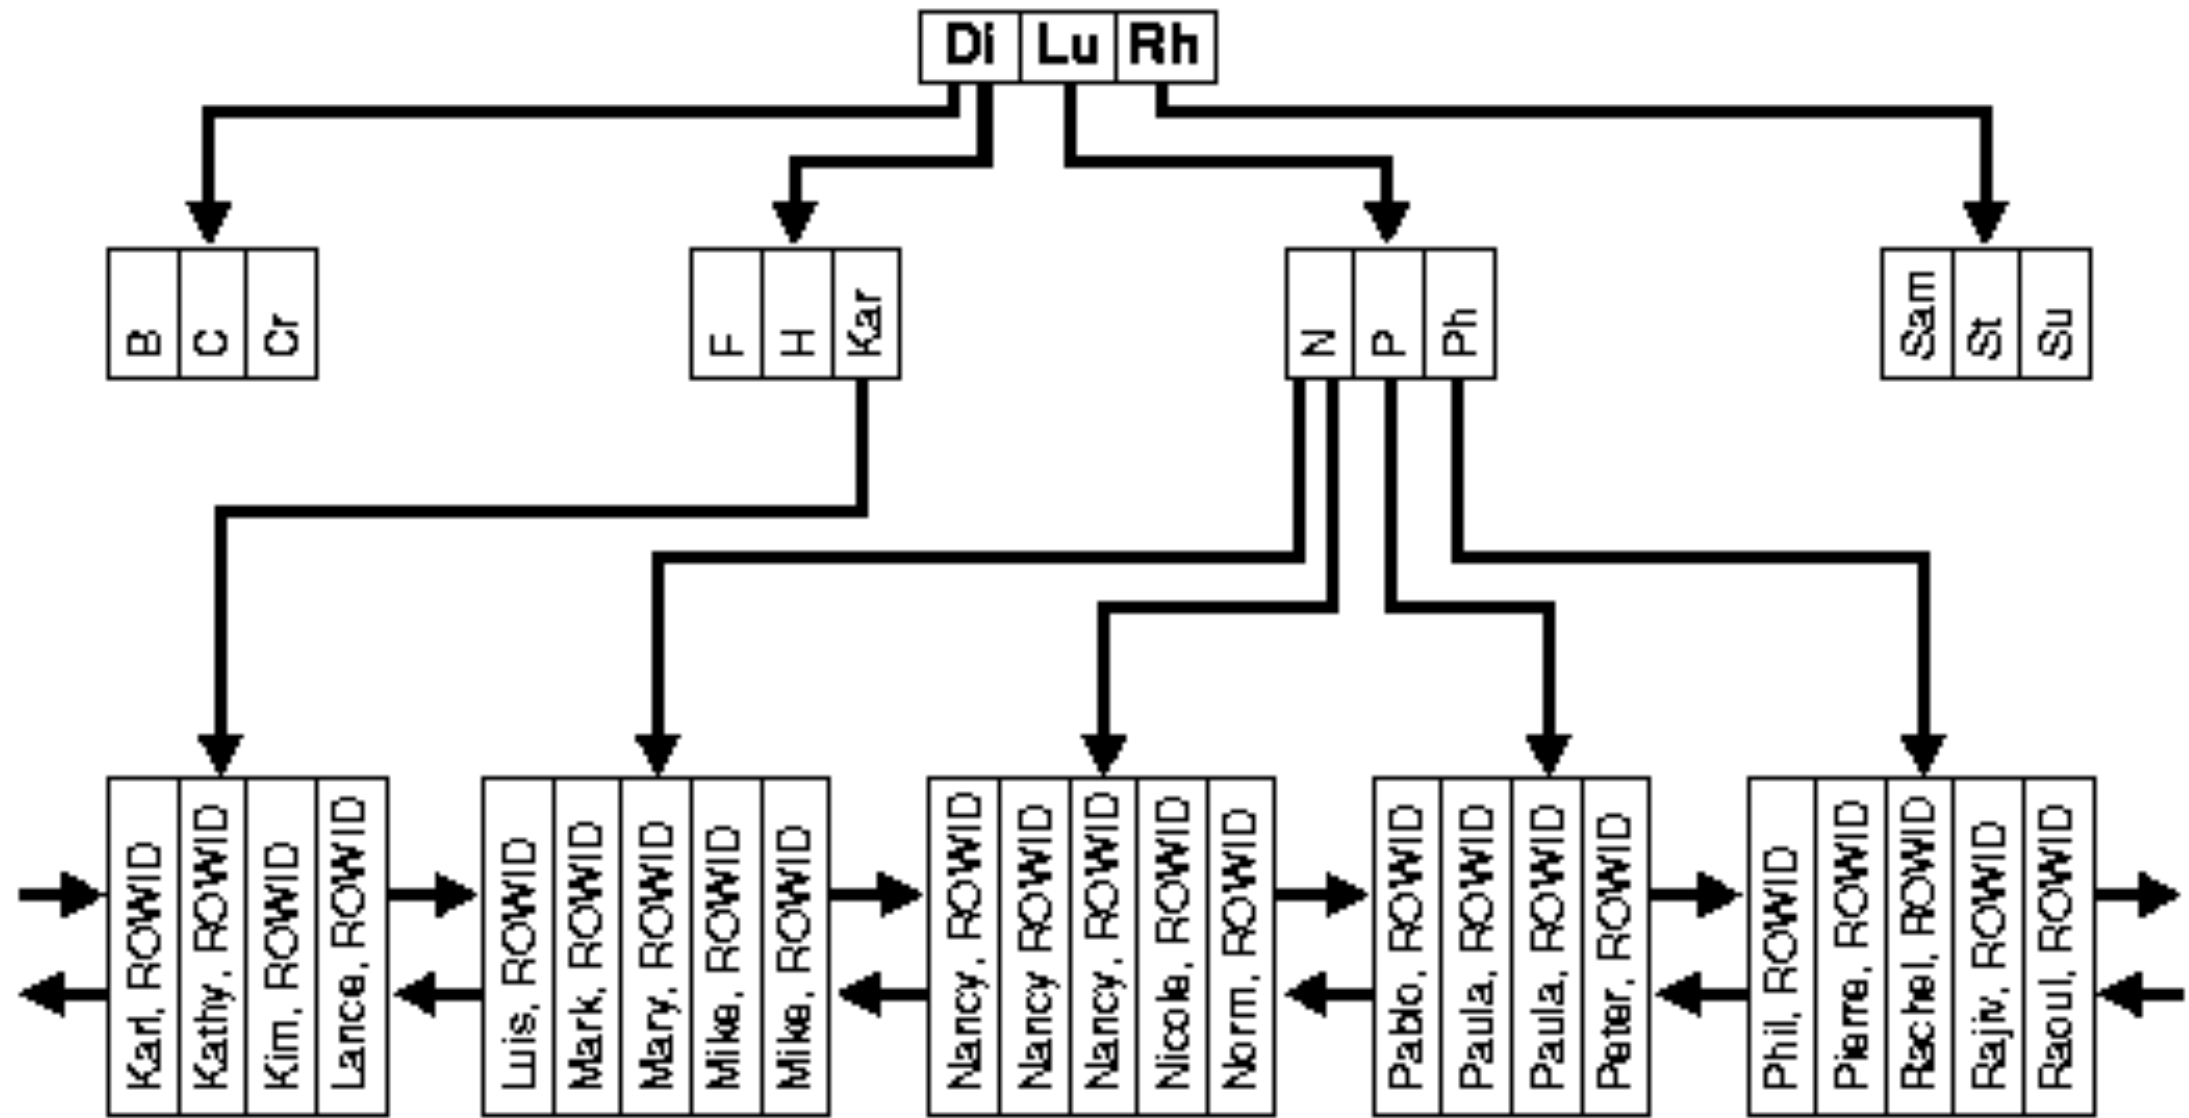 Di
Lu
Rh
B
C
Cr
F
H
Kar
N
P
Ph
Sam
St
Su
Karl, ROWID
Kathy, ROWID
Kim, ROWID
Lance, ROWID
Luis, ROWID
Mark, ROWID
Mary, ROWID
Mike, ROWID
Mike, ROWID
Nancy, ROWID
Nancy ROWID
Nancy, ROWID
Nicole, ROWID
Norm, ROWID
Pablo, ROWID
Paula, ROWID
Paula, ROWID
Peter, ROWID
Phil, ROWID
Pierre, ROWID
Rachel, ROWID
Rajiv, ROWID
Raoul, ROWID